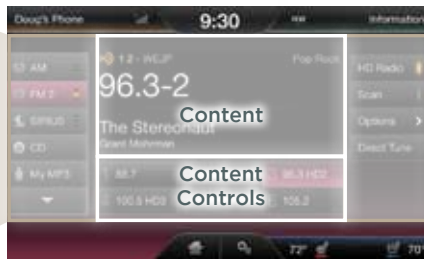 Doug's Phone
9:30
Information
AM
FM 2
SIRIUS
CD
My MP3
1 2 - WEJP
Pop Rock
96.3-2
The Stereonaut
Grant Mohrman
Content
88.7
96.3 HD2
100.5 HD3
105.2
Content
Controls
HD Radio
Scan
Options
Direct Tune
72°
70°